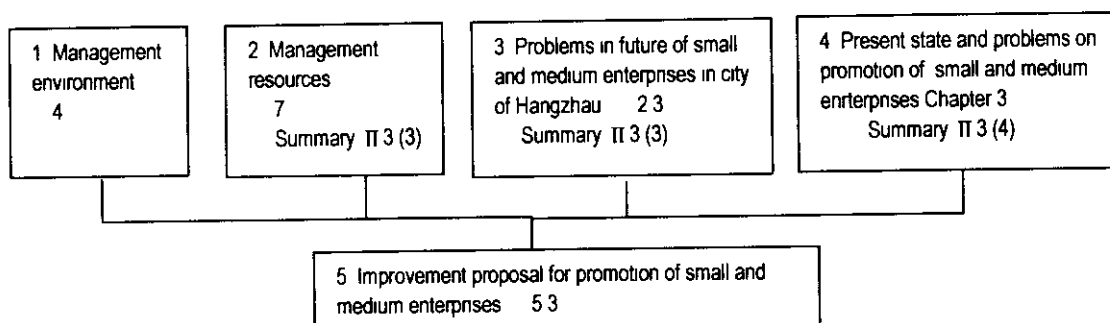 1 Management
environment
4
2 Management
resources
7
Summary II 3 (3)
3 Problems in future of small
and medium enterprises in city
of Hangzhau 2 3
Summary II 3 (3)
4 Present state and problems on
promotion of small and medium
enrterprises Chapter 3
Summary II 3 (4)
5 Improvement proposal for promotion of small and
medium enterprises 5 3